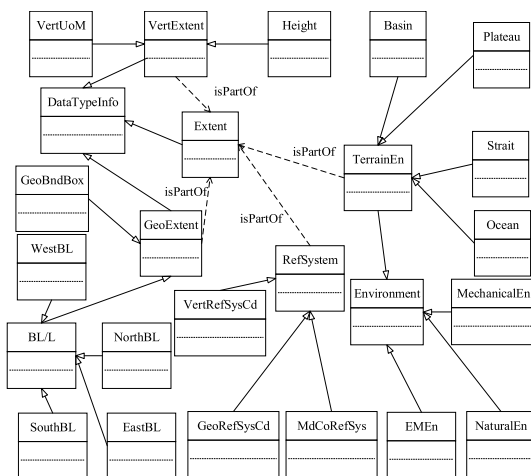 VertUoM
VertExtent
Height
Basin
Plateau
isPartOf
DataTypeInfo
Extent
isPartOf
TerrainEn
Strait
GeoBndBox
isPartOf
GeoExtent
isPartOf
Ocean
WestBL
RefSystem
VertRefSysCd
Environment
MechanicalEn
BL/L
NorthBL
SouthBL
EastBL
GeoRefSysCd
MdCoRefSys
EMEn
NaturalEn